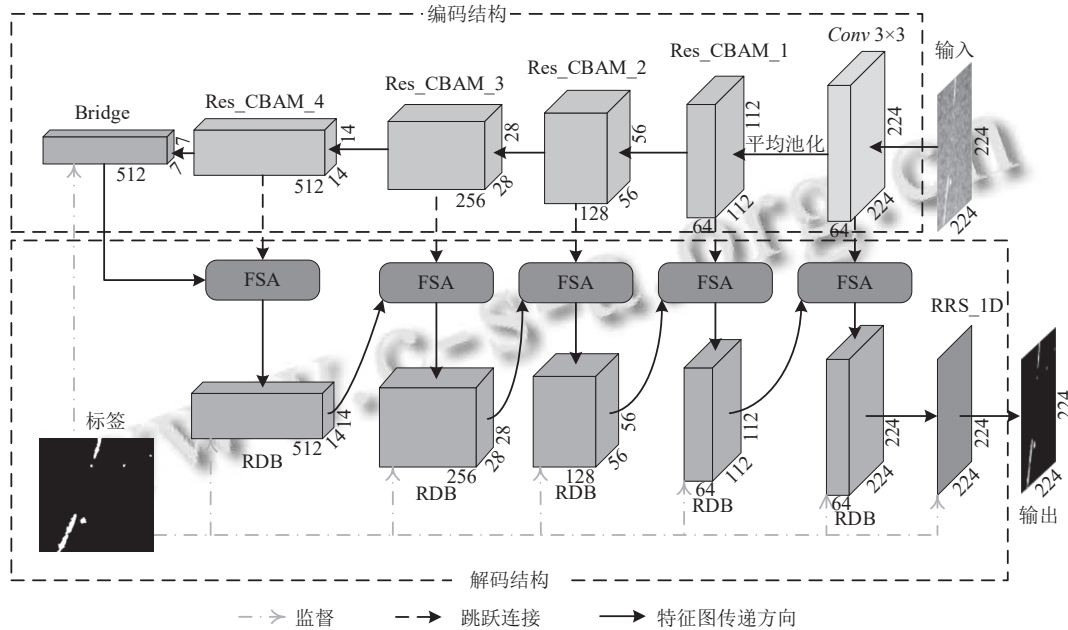 编码结构
Conv 3×3
输入
Res_CBAM_1
Res_CBAM_2
Res_CBAM_3
Res_CBAM_4
Bridge
224
224
112
平均池化
56
28
14
7
512
7
512
14
256
28
128
56
64
112
64
224
224
FSA
FSA
FSA
FSA
FSA
RRS_1D
标签
512
14
14
RDB
256
28
28
RDB
128
56
56
RDB
64
112
112
RDB
64
224
224
RDB
224
224
224
224
输出
解码结构
监督
跳跃连接
特征图传递方向